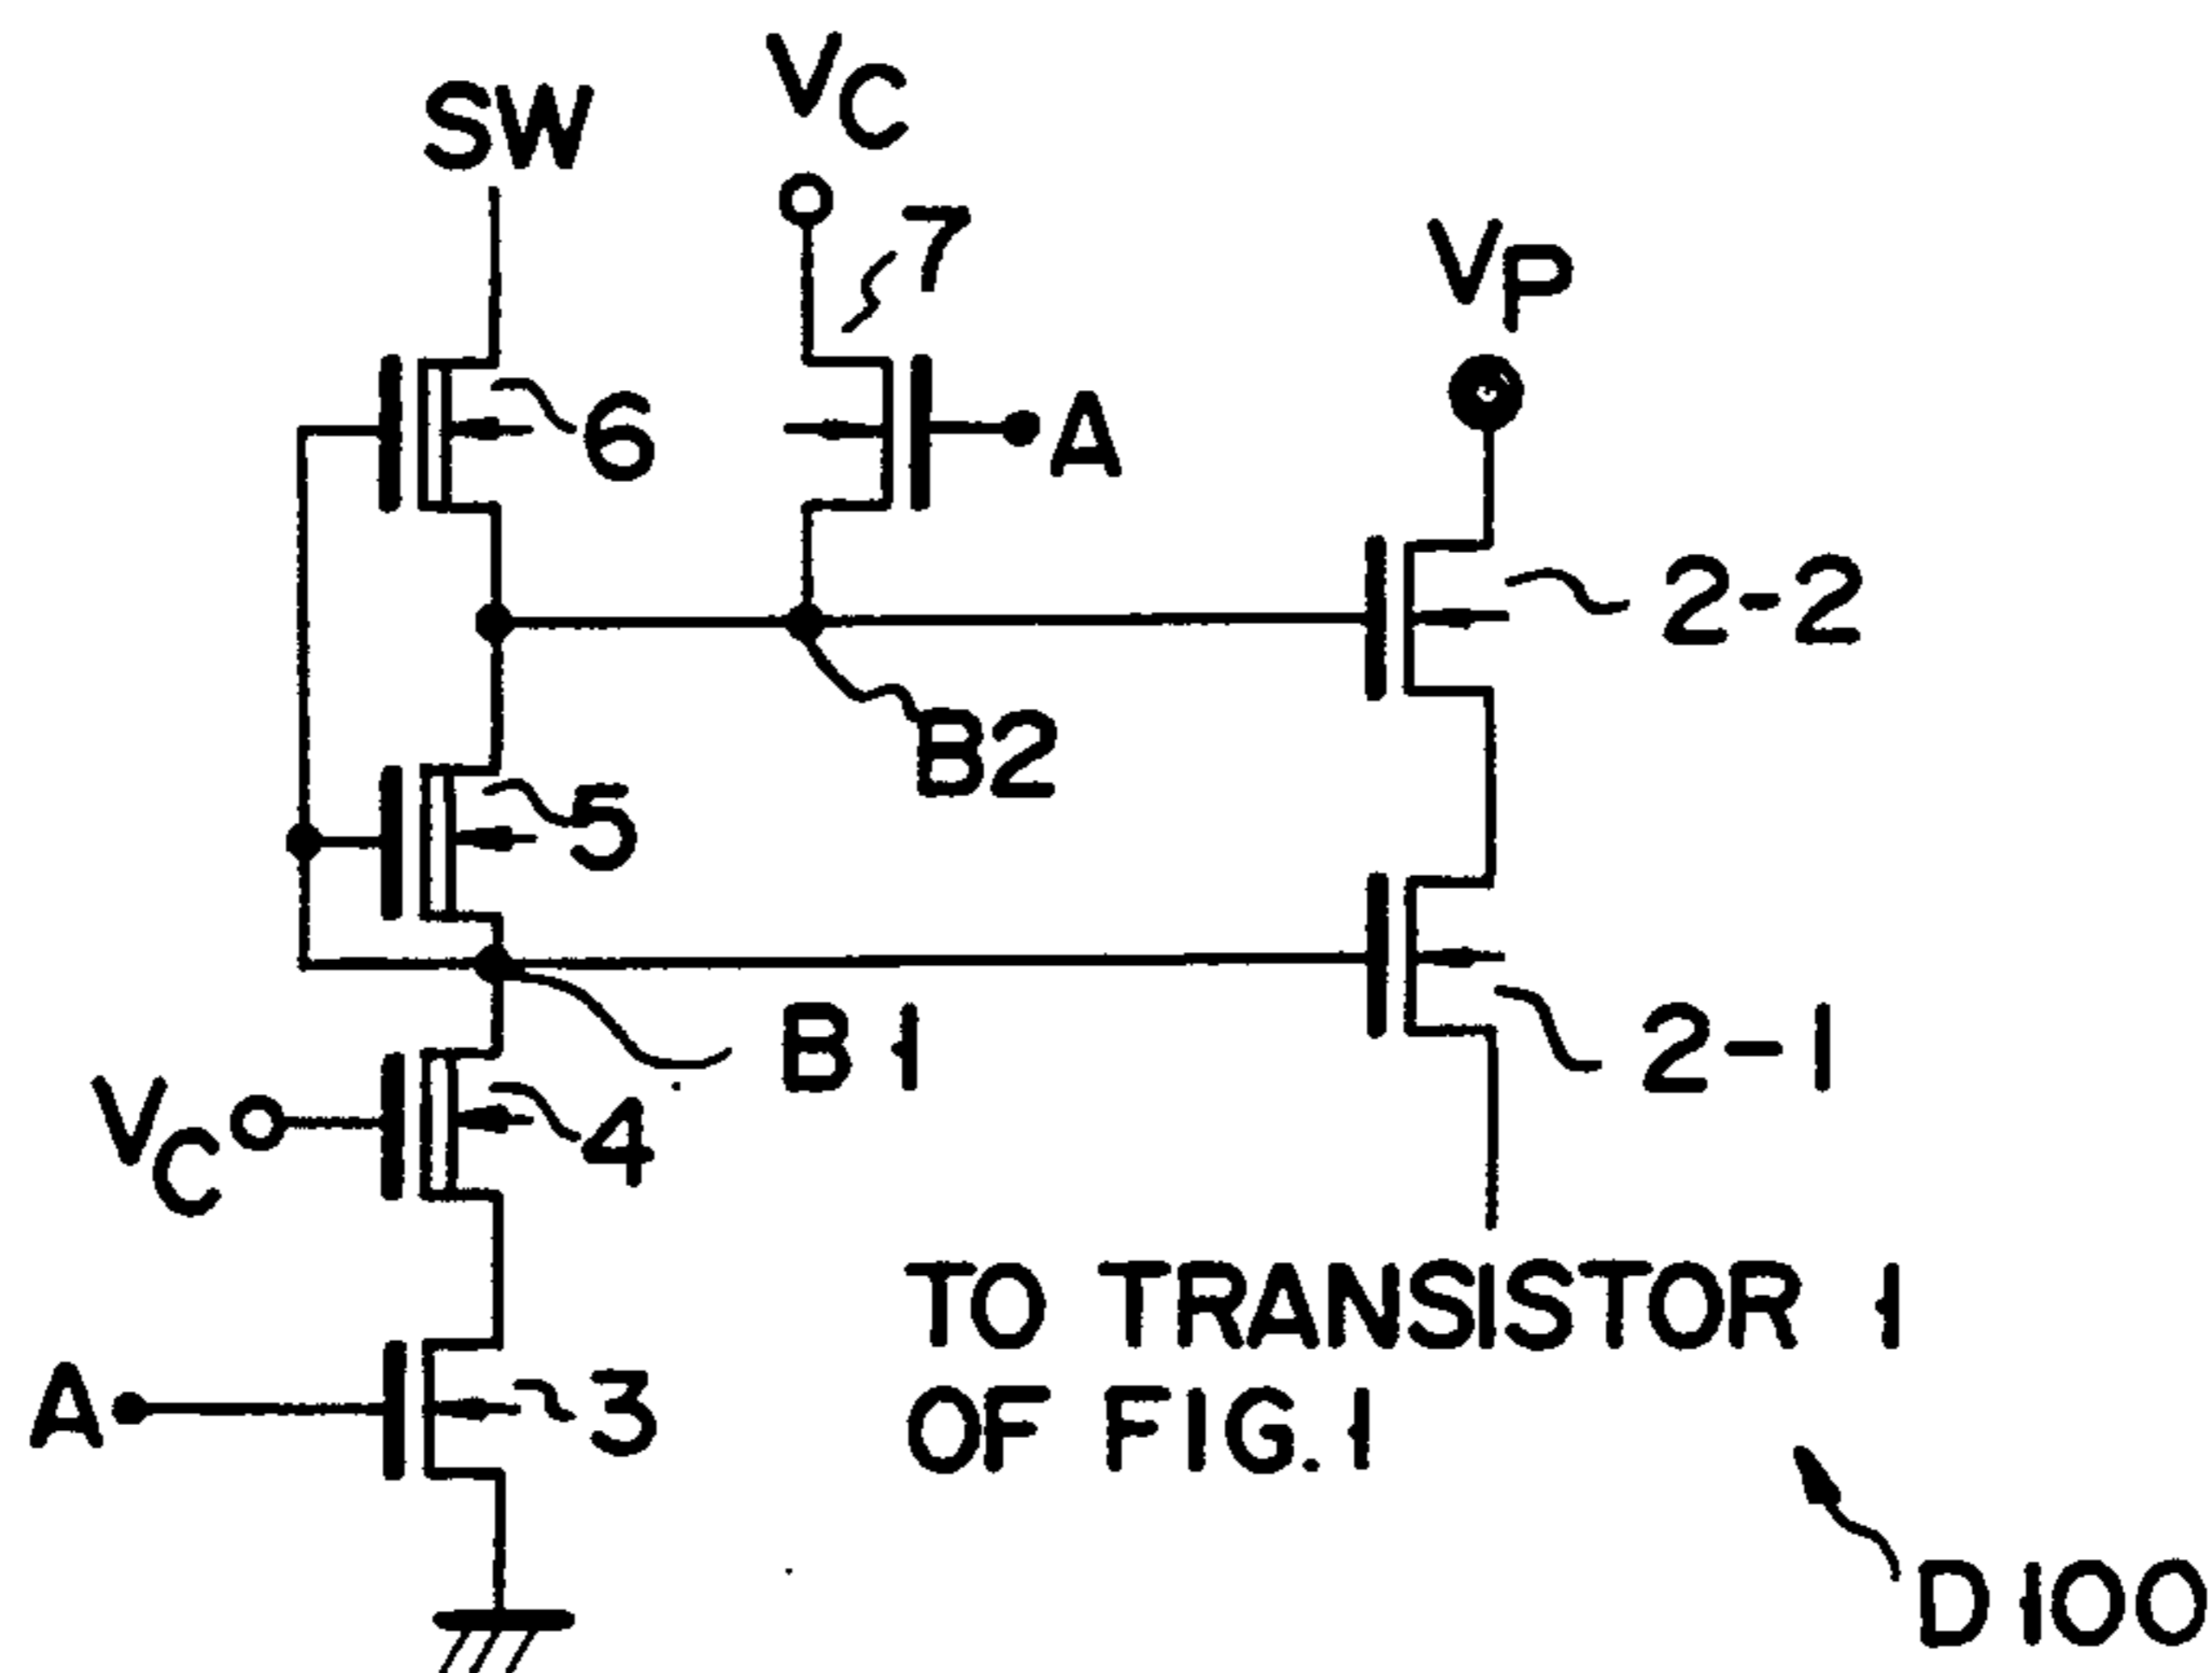 SW
VC
7
VP
6
A
2-2
B2
5
B1
2-1
VC
4
TO TRANSISTOR 1
OF FIG. 1
A
3
D100